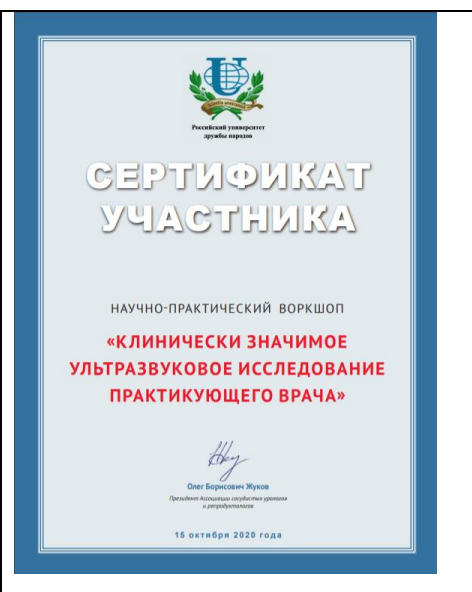 Российский университет
дружбы народов
СЕРТИФИКАТ
УЧАСТНИКА
НАУЧНО-ПРАКТИЧЕСКИЙ ВОРКШОП
«КЛИНИЧЕСКИ ЗНАЧИМОЕ
УЛЬТРАЗВУКОВОЕ ИССЛЕДОВАНИЕ
ПРАКТИКУЮЩЕГО ВРАЧА»
Олег Борисович Жуков
Президент Ассоциации сосудистых урологов
и репродуктологов
15 октября 2020 года